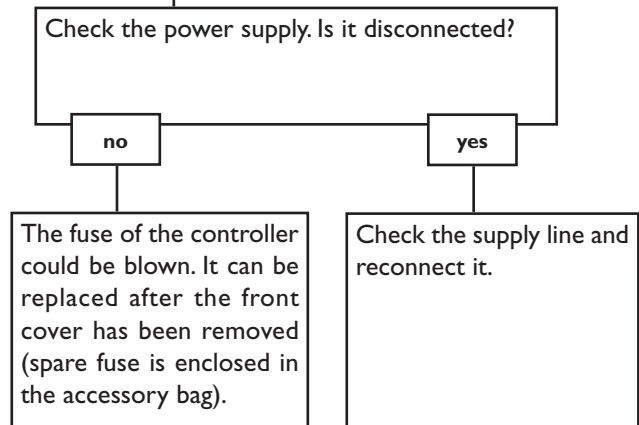 Check the power supply. Is it disconnected?
no
yes
The fuse of the controller
could be blown. It can be
replaced after the front
cover has been removed
(spare fuse is enclosed in
the accessory bag).
Check the supply line and
reconnect it.